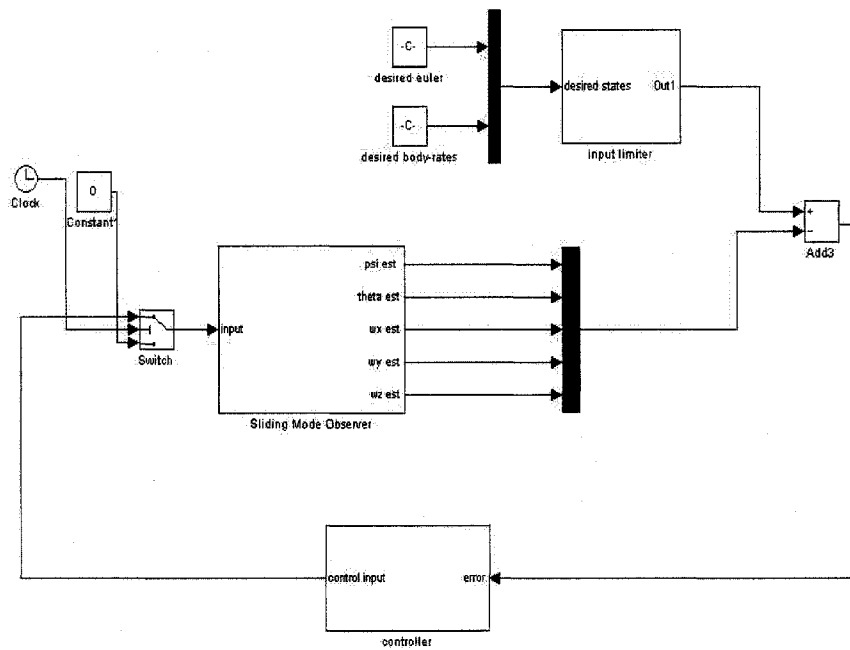 -C-
desired euler
-C-
desired body-rates
desired states
Out1
input limiter
Clock
0
Constant1
+
−
Add3
psi est
theta est
wx est
wy est
wz est
input
Switch
Sliding Mode Observer
control input
error
controller